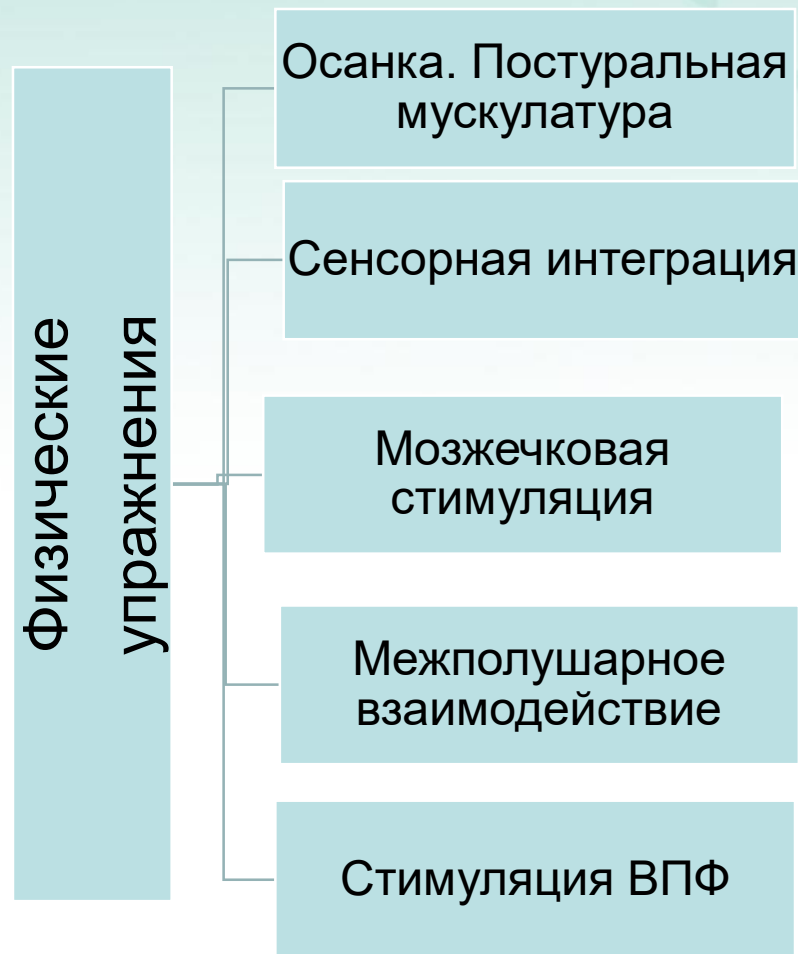 Физические
упражнения
Осанка. Постуральная
мускулатура
Сенсорная интеграция
Мозжечковая
стимуляция
Межполушарное
взаимодействие
Стимуляция ВПФ